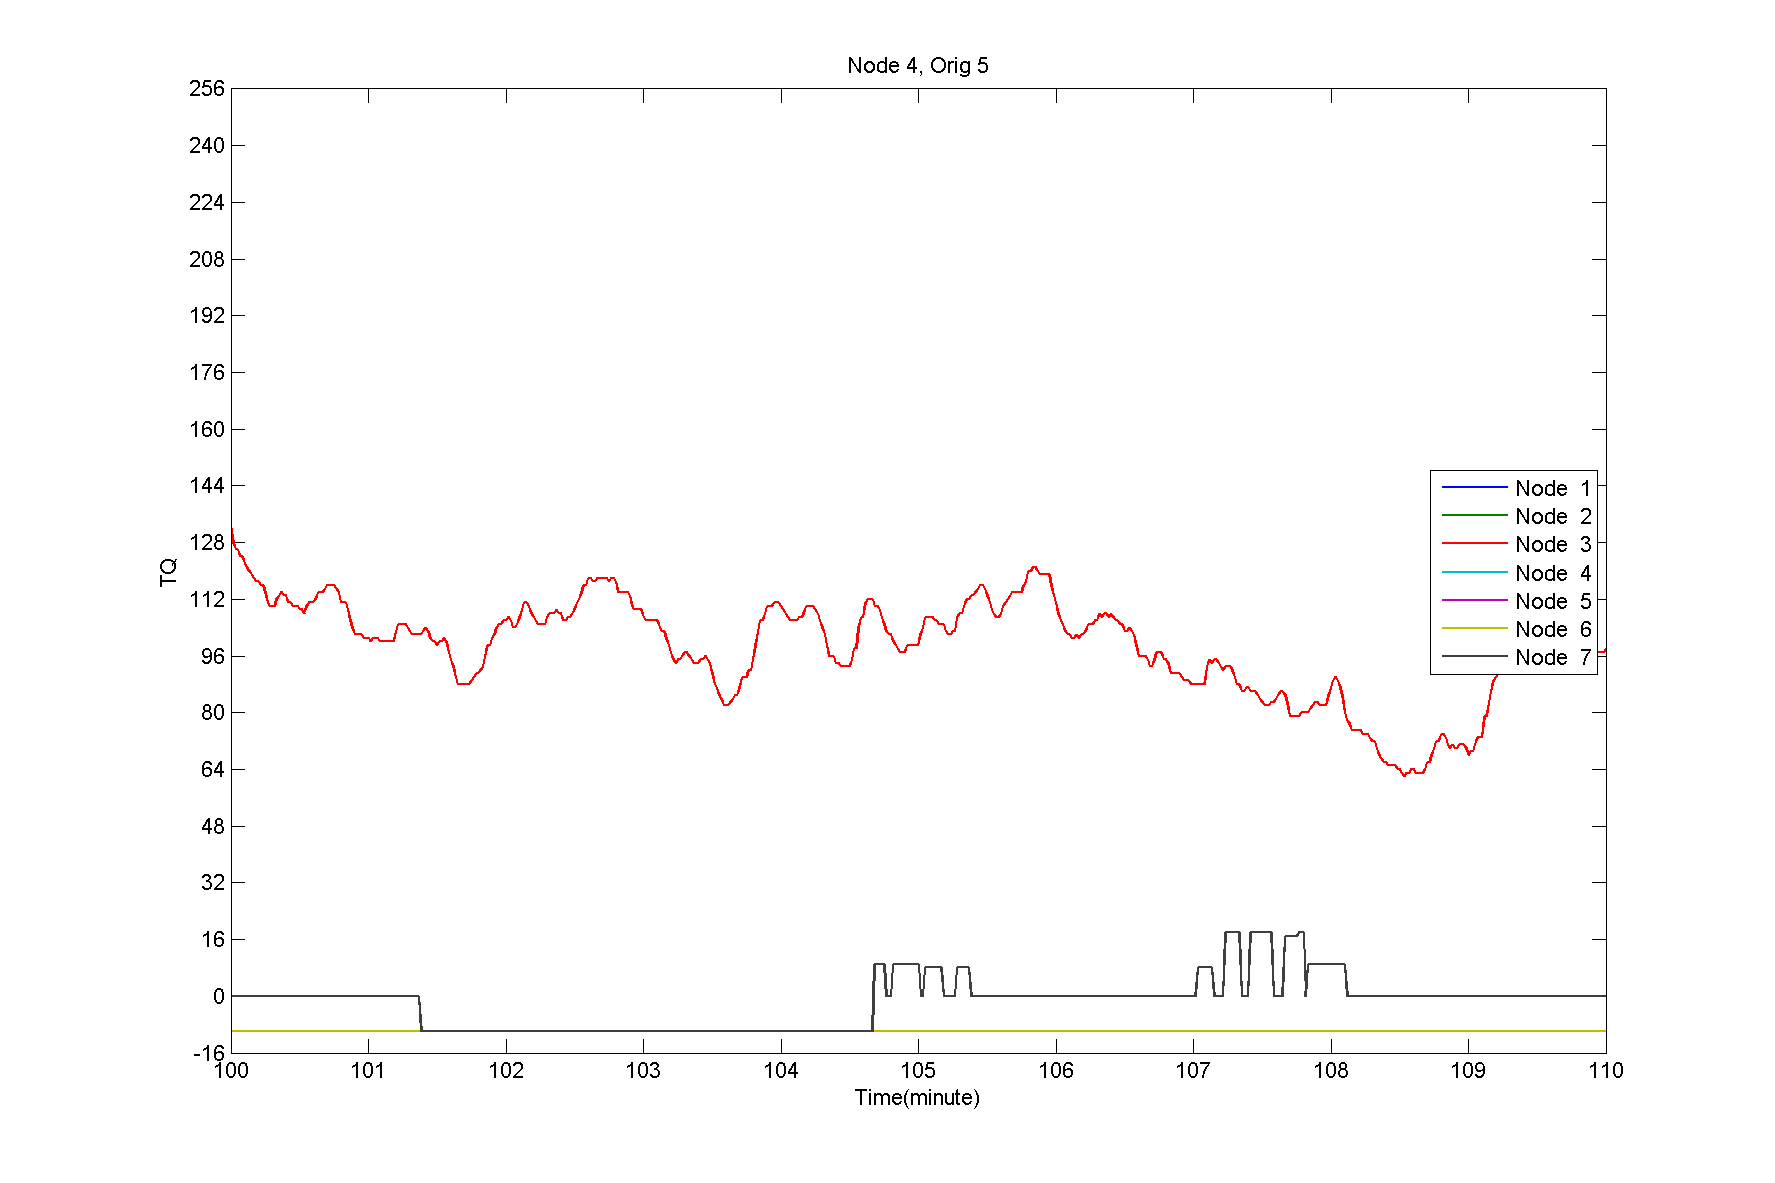 Node 4, Orig 5
256
240
224
208
192
176
160
144
128
112
96
80
64
48
32
16
0
-16
TQ
Node 1
Node 2
Node 3
Node 4
Node 5
Node 6
Node 7
100 101 102 103 104 105 106 107 108 109 110
Time(minute)